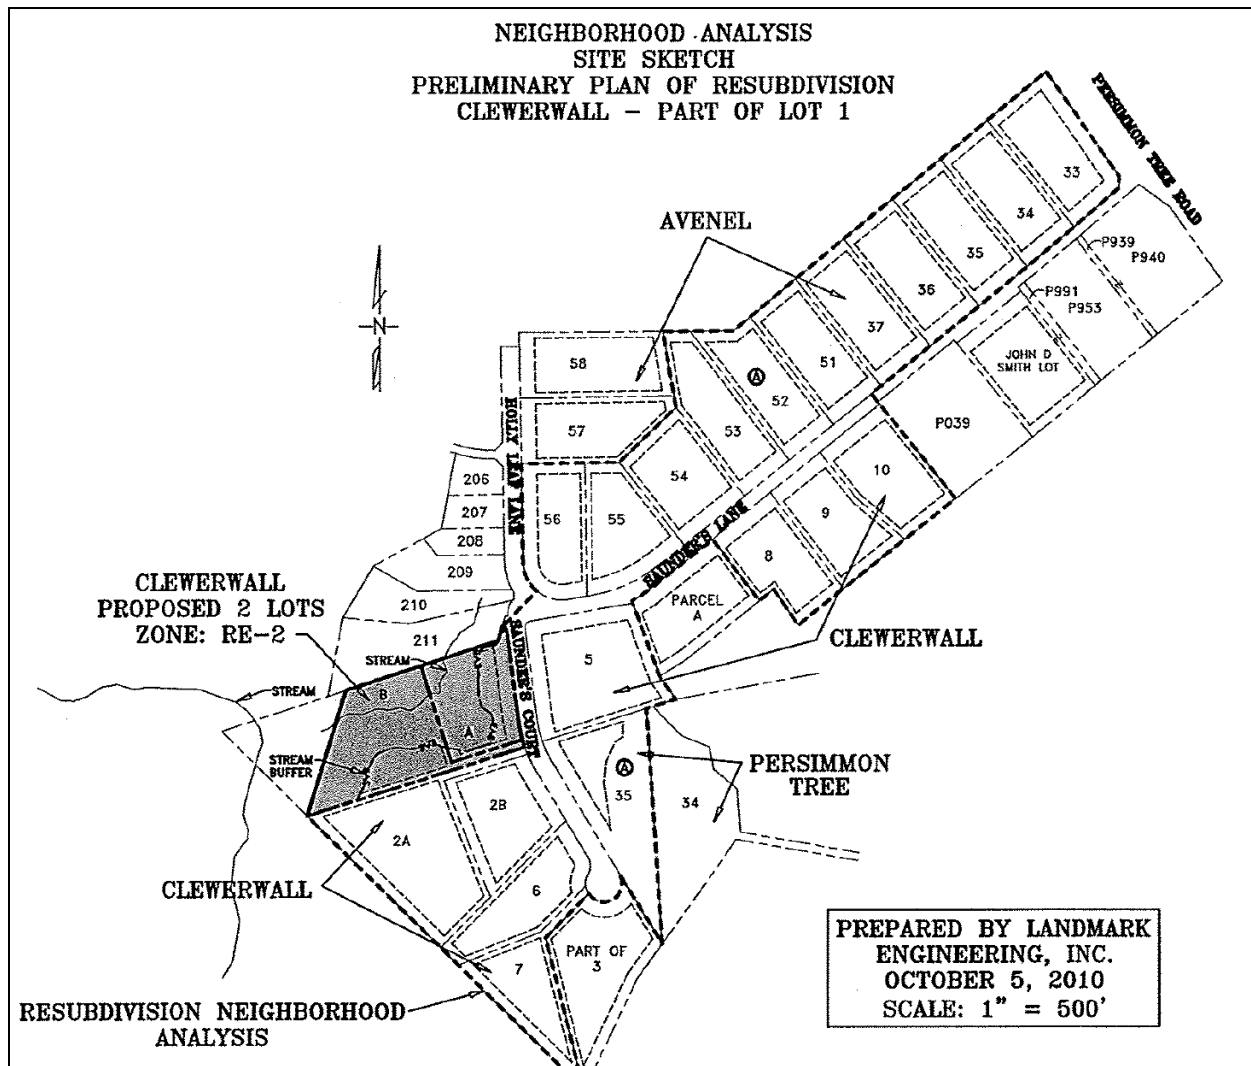 NEIGHBORHOOD ANALYSIS
SITE SKETCH
PRELIMINARY PLAN OF RESUBDIVISION
CLEWERWALL - PART OF LOT 1
PERSIMMON TREE ROAD
33
34
35
36
37
51
52
53
54
55
56
57
58
A
AVENEL
P939
P940
P991
P953
JOHN D
SMITH LOT
P039
N
HOLLY LEAF LANE
SAUNDER'S LANE
10
9
8
PARCEL
A
206
207
208
209
210
211
CLEWERWALL
PROPOSED 2 LOTS
ZONE: RE-2
CLEWERWALL
5
SAUNDER'S COURT
STREAM
STREAM
B
A
STREAM
BUFFER
PERSIMMON
TREE
A
35
34
2B
2A
6
7
PART OF
3
CLEWERWALL
RESUBDIVISION NEIGHBORHOOD
ANALYSIS
PREPARED BY LANDMARK
ENGINEERING, INC.
OCTOBER 5, 2010
SCALE: 1" = 500'